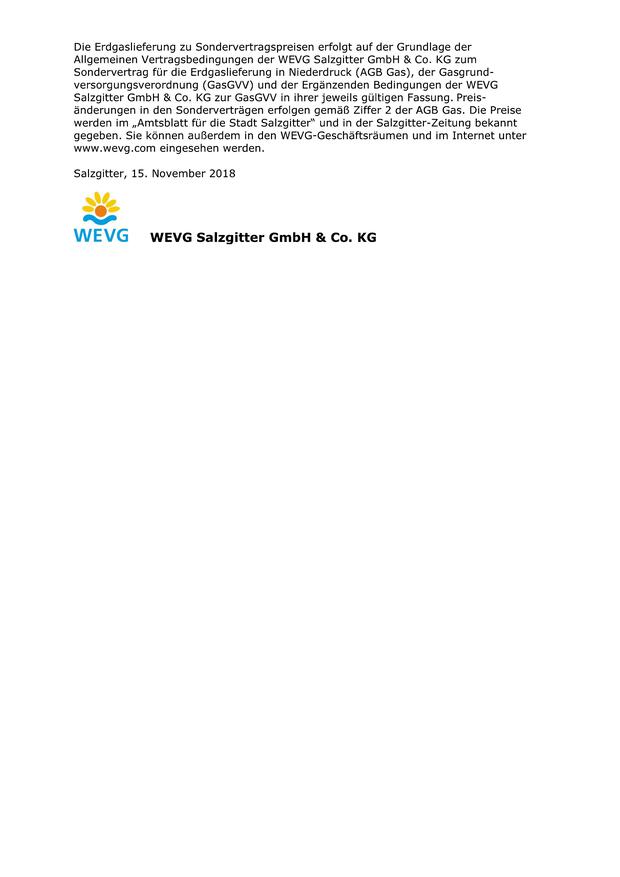 Die Erdgaslieferung zu Sondervertragspreisen erfolgt auf der Grundlage der
Allgemeinen Vertragsbedingungen der WEVG Salzgitter GmbH & Co. KG zum
Sondervertrag für die Erdgaslieferung in Niederdruck (AGB Gas), der Gasgrund-
versorgungsverordnung (GasGVV) und der Ergänzenden Bedingungen der WEVG
Salzgitter GmbH & Co. KG zur GasGVV in ihrer jeweils gültigen Fassung. Preis-
änderungen in den Sonderverträgen erfolgen gemäß Ziffer 2 der AGB Gas. Die Preise
werden im „Amtsblatt für die Stadt Salzgitter“ und in der Salzgitter-Zeitung bekannt
gegeben. Sie können außerdem in den WEVG-Geschäftsräumen und im Internet unter
www.wevg.com eingesehen werden.
Salzgitter, 15. November 2018
WEVG WEVG Salzgitter GmbH & Co. KG